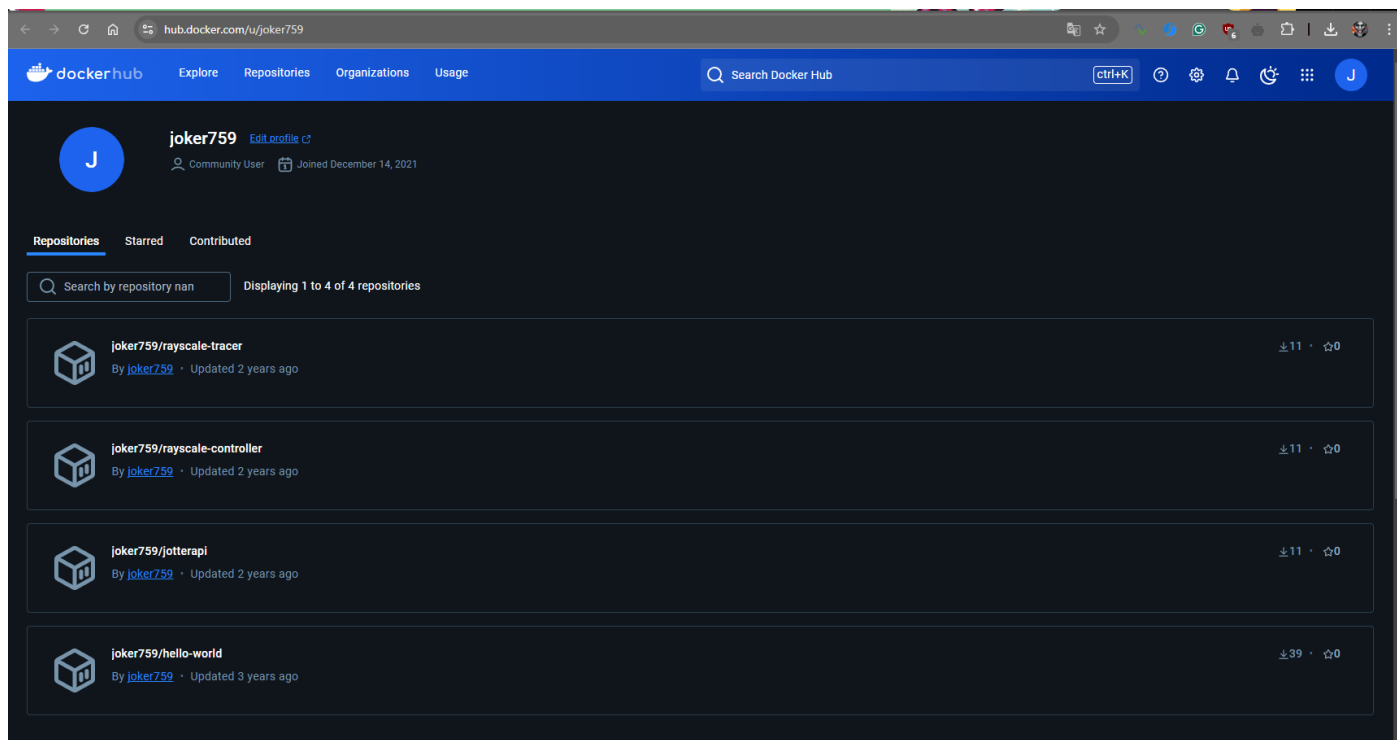 hub.docker.com/u/joker759
dockerhub Explore Repositories Organizations Usage Search Docker Hub ctrl+K J
J
joker759 Edit profile
Community User Joined December 14, 2021
Repositories Starred Contributed
Search by repository nan Displaying 1 to 4 of 4 repositories
joker759/rayscale-tracer 11 · 0
By joker759 · Updated 2 years ago
joker759/rayscale-controller 11 · 0
By joker759 · Updated 2 years ago
joker759/jotterapi 11 · 0
By joker759 · Updated 2 years ago
joker759/hello-world 39 · 0
By joker759 · Updated 3 years ago